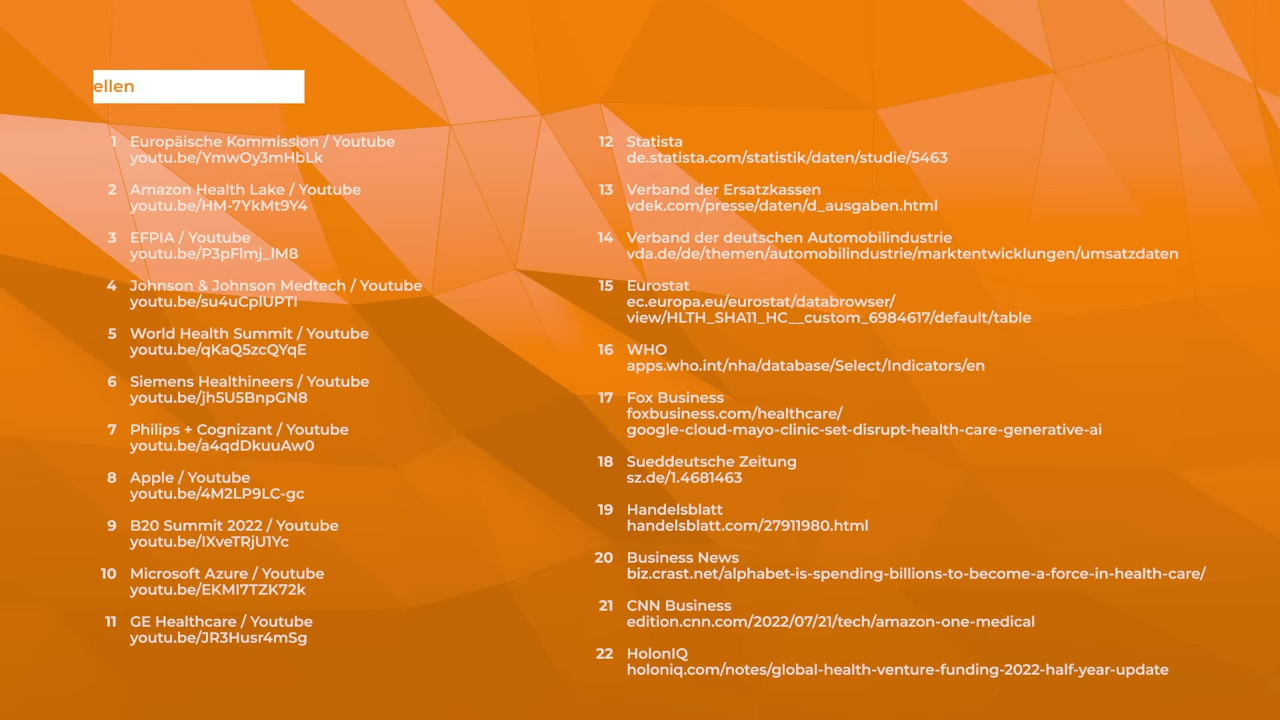 ellen
1 Europäische Kommission / Youtube
youtu.be/YmwOy3mHbLk
2 Amazon Health Lake / Youtube
youtu.be/HM-7YkMt9Y4
3 EFPIA / Youtube
youtu.be/P3pFlmj_lM8
4 Johnson & Johnson Medtech / Youtube
youtu.be/su4uCplUPTI
5 World Health Summit / Youtube
youtu.be/qKaQ5zcQYqE
6 Siemens Healthineers / Youtube
youtu.be/jh5U5BnpGN8
7 Philips + Cognizant / Youtube
youtu.be/a4qdDkuuAw0
8 Apple / Youtube
youtu.be/4M2LP9LC-gc
9 B20 Summit 2022 / Youtube
youtu.be/IXveTRjU1Yc
10 Microsoft Azure / Youtube
youtu.be/EKMI7TZK72k
11 GE Healthcare / Youtube
youtu.be/JR3Husr4mSg
12 Statista
de.statista.com/statistik/daten/studie/5463
13 Verband der Ersatzkassen
vdek.com/presse/daten/d_ausgaben.html
14 Verband der deutschen Automobilindustrie
vda.de/de/themen/automobilindustrie/marktentwicklungen/umsatzdaten
15 Eurostat
ec.europa.eu/eurostat/databrowser/
view/HLTH_SHA11_HC__custom_6984617/default/table
16 WHO
apps.who.int/nha/database/Select/Indicators/en
17 Fox Business
foxbusiness.com/healthcare/
google-cloud-mayo-clinic-set-disrupt-health-care-generative-ai
18 Sueddeutsche Zeitung
sz.de/1.4681463
19 Handelsblatt
handelsblatt.com/27911980.html
20 Business News
biz.crast.net/alphabet-is-spending-billions-to-become-a-force-in-health-care/
21 CNN Business
edition.cnn.com/2022/07/21/tech/amazon-one-medical
22 HolonIQ
holoniq.com/notes/global-health-venture-funding-2022-half-year-update